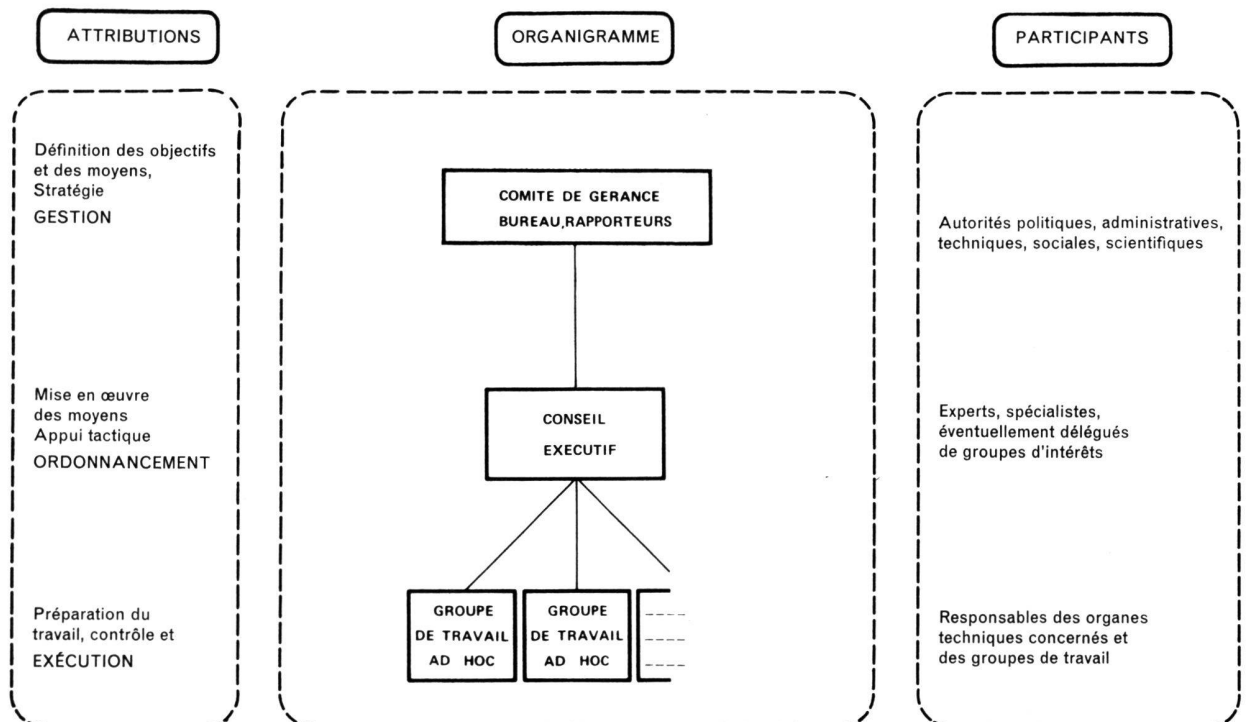 ATTRIBUTIONS
Définition des objectifs
et des moyens,
Stratégie
GESTION
Mise en œuvre
des moyens
Appui tactique
ORDONNANCEMENT
Préparation du
travail, contrôle et
EXÉCUTION
ORGANIGRAMME
COMITE DE GERANCE
BUREAU,RAPPORTEURS
CONSEIL
EXECUTIF
GROUPE
DE TRAVAIL
AD HOC
GROUPE
DE TRAVAIL
AD HOC
PARTICIPANTS
Autorités politiques, administratives,
techniques, sociales, scientifiques
Experts, spécialistes,
éventuellement délégués
de groupes d'intérêts
Responsables des organes
techniques concernés et
des groupes de travail